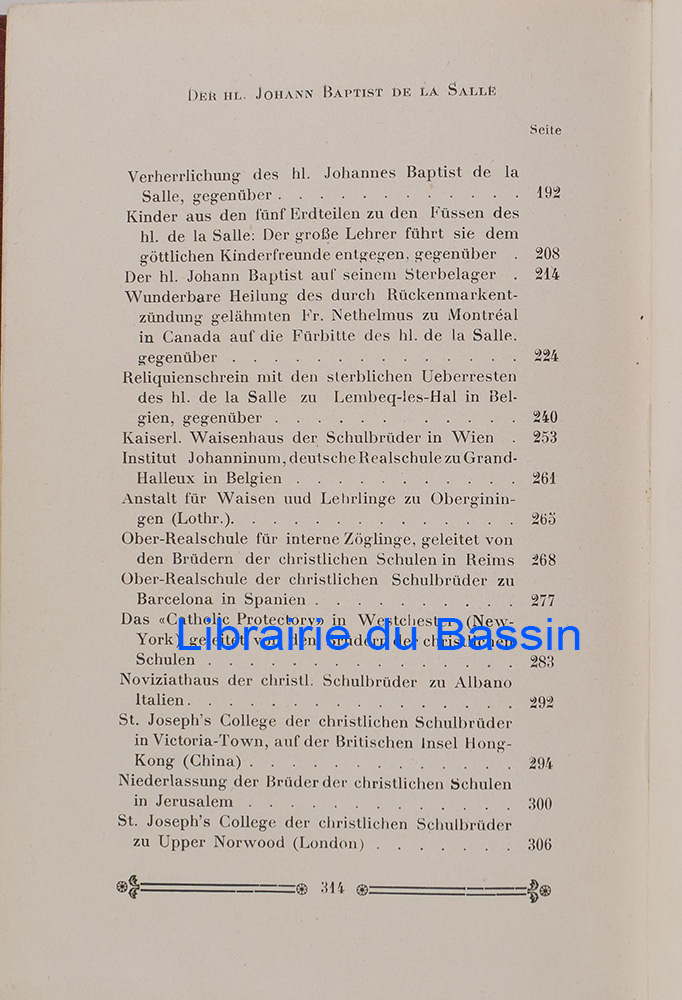 Der hl. Johann Baptist de la Salle
Seite
Verherrlichung des hl. Johannes Baptist de la
Salle, gegenüber . . . . . . . . . . . . 192
Kinder aus den fünf Erdteilen zu den Füssen des
hl. de la Salle: Der große Lehrer führt sie dem
göttlichen Kinderfreunde entgegen, gegenüber . 208
Der hl. Johann Baptist auf seinem Sterbelager . 214
Wunderbare Heilung des durch Rückenmarkent-
zündung gelähmten Fr. Nethelmus zu Montréal
in Canada auf die Fürbitte des hl. de la Salle.
gegenüber . . . . . . . . . . . . . . 224
Reliquienschrein mit den sterblichen Ueberresten
des hl. de la Salle zu Lembeq-les-Hal in Bel-
gien, gegenüber . . . . . . . . . . . . 240
Kaiserl. Waisenhaus der Schulbrüder in Wien . 253
Institut Johanninum, deutsche Realschule zu Grand-
Halleux in Belgien . . . . . . . . . . . 261
Anstalt für Waisen uud Lehrlinge zu Oberginin-
gen (Lothr.). . . . . . . . . . . . . . 265
Ober-Realschule für interne Zöglinge, geleitet von
den Brüdern der christlichen Schulen in Reims 268
Ober-Realschule der christlichen Schulbrüder zu
Barcelona in Spanien . . . . . . . . . . 277
Das «Catholic Protectory» in Westchester (New-
York) geleitet von den Brüdern der christlichen
Librairie du Bassin
Schulen . . . . . . . . . . . . . . . 283
Noviziathaus der christl. Schulbrüder zu Albano
Italien. . . . . . . . . . . . . . . . 292
St. Joseph's College der christlichen Schulbrüder
in Victoria-Town, auf der Britischen Insel Hong-
Kong (China) . . . . . . . . . . . . . 294
Niederlassung der Brüder der christlichen Schulen
in Jerusalem . . . . . . . . . . . . . 300
St. Joseph's College der christlichen Schulbrüder
zu Upper Norwood (London) . . . . . . . 306
314